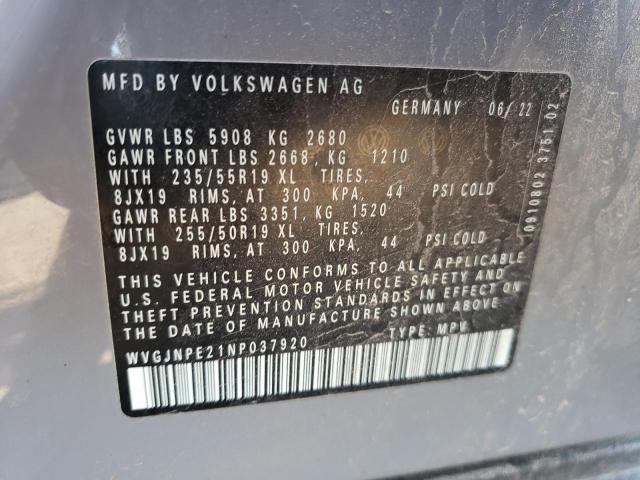 MFD BY VOLKSWAGEN AG
GERMANY 06/22
GVWR LBS 5908 KG 2680
GAWR FRONT LBS 2668, KG 1210
WITH 235/55R19 XL TIRES,
8JX19 RIMS, AT 300 KPA, 44 PSI COLD
GAWR REAR LBS 3351, KG 1520
WITH 255/50R19 XL TIRES,
8JX19 RIMS, AT 300 KPA, 44 PSI COLD
THIS VEHICLE CONFORMS TO ALL APPLICABLE
U.S. FEDERAL MOTOR VEHICLE SAFETY AND
THEFT PREVENTION STANDARDS IN EFFECT ON
THE DATE OF MANUFACTURE SHOWN ABOVE
WVGJNPE21NP037920 TYPE: MPV
0910802 3751 02